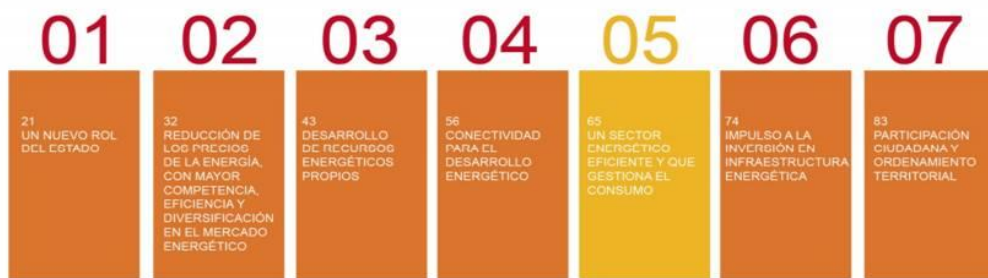 01
21
UN NUEVO ROL
DEL ESTADO
02
32
REDUCCIÓN DE
LOS PRECIOS
DE LA ENERGÍA,
CON MAYOR
COMPETENCIA,
EFICIENCIA Y
DIVERSIFICACIÓN
EN EL MERCADO
ENERGÉTICO
03
43
DESARROLLO
DE RECURSOS
ENERGÉTICOS
PROPIOS
04
56
CONECTIVIDAD
PARA EL
DESARROLLO
ENERGÉTICO
05
65
UN SECTOR
ENERGÉTICO
EFICIENTE Y QUE
GESTIONA EL
CONSUMO
06
74
IMPULSO A LA
INVERSIÓN EN
INFRAESTRUCTURA
ENERGÉTICA
07
83
PARTICIPACIÓN
CIUDADANA Y
ORDENAMIENTO
TERRITORIAL